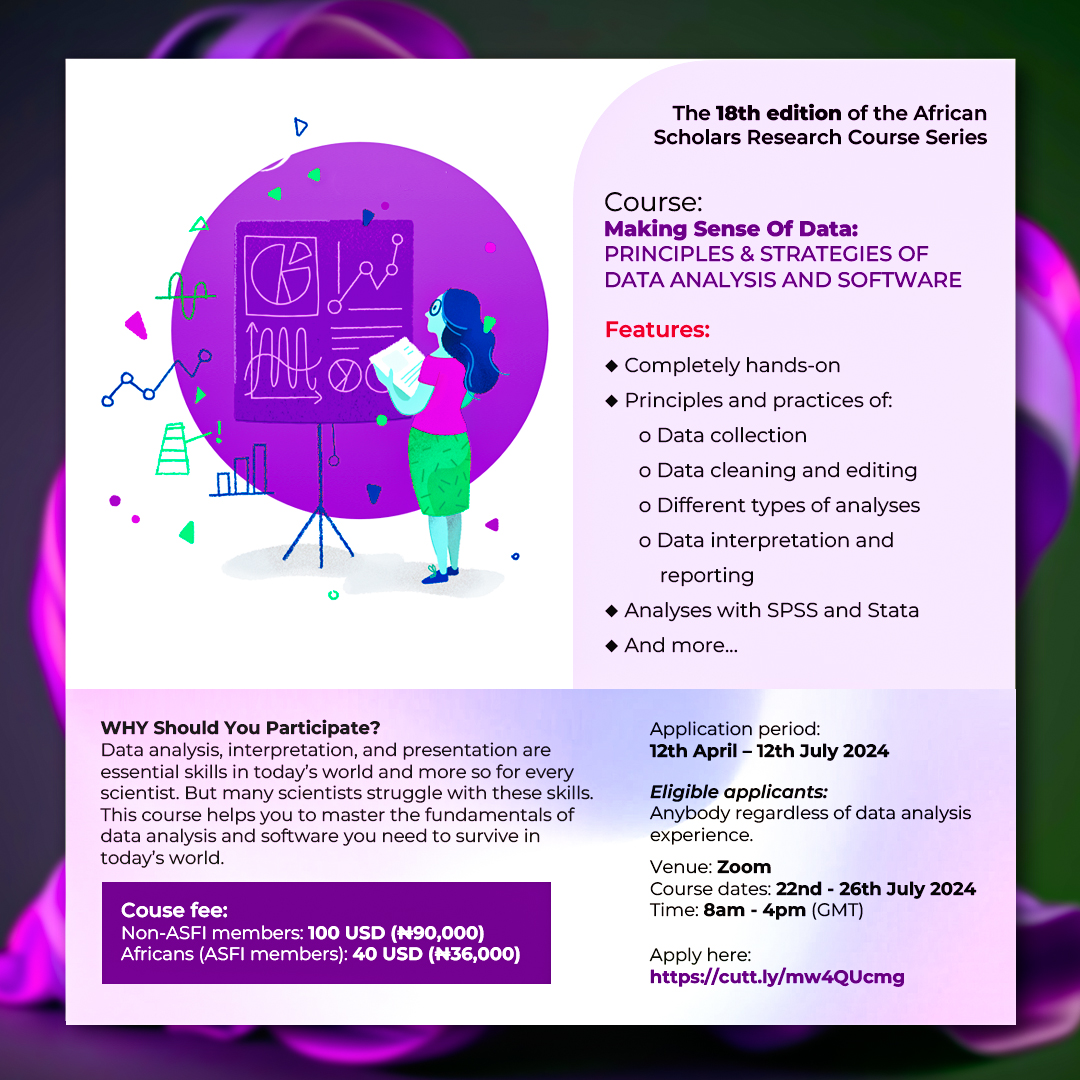 The 18th edition of the African
Scholars Research Course Series
Course:
Making Sense Of Data:
PRINCIPLES & STRATEGIES OF
DATA ANALYSIS AND SOFTWARE
Features:
◆ Completely hands-on
◆ Principles and practices of:
o Data collection
o Data cleaning and editing
o Different types of analyses
o Data interpretation and
reporting
◆ Analyses with SPSS and Stata
◆ And more...
WHY Should You Participate?
Data analysis, interpretation, and presentation are
essential skills in today's world and more so for every
scientist. But many scientists struggle with these skills.
This course helps you to master the fundamentals of
data analysis and software you need to survive in
today's world.
Couse fee:
Non-ASFI members: 100 USD (₦90,000)
Africans (ASFI members): 40 USD (₦36,000)
Application period:
12th April – 12th July 2024
Eligible applicants:
Anybody regardless of data analysis
experience.
Venue: Zoom
Course dates: 22nd - 26th July 2024
Time: 8am - 4pm (GMT)
Apply here:
https://cutt.ly/mw4QUcmg